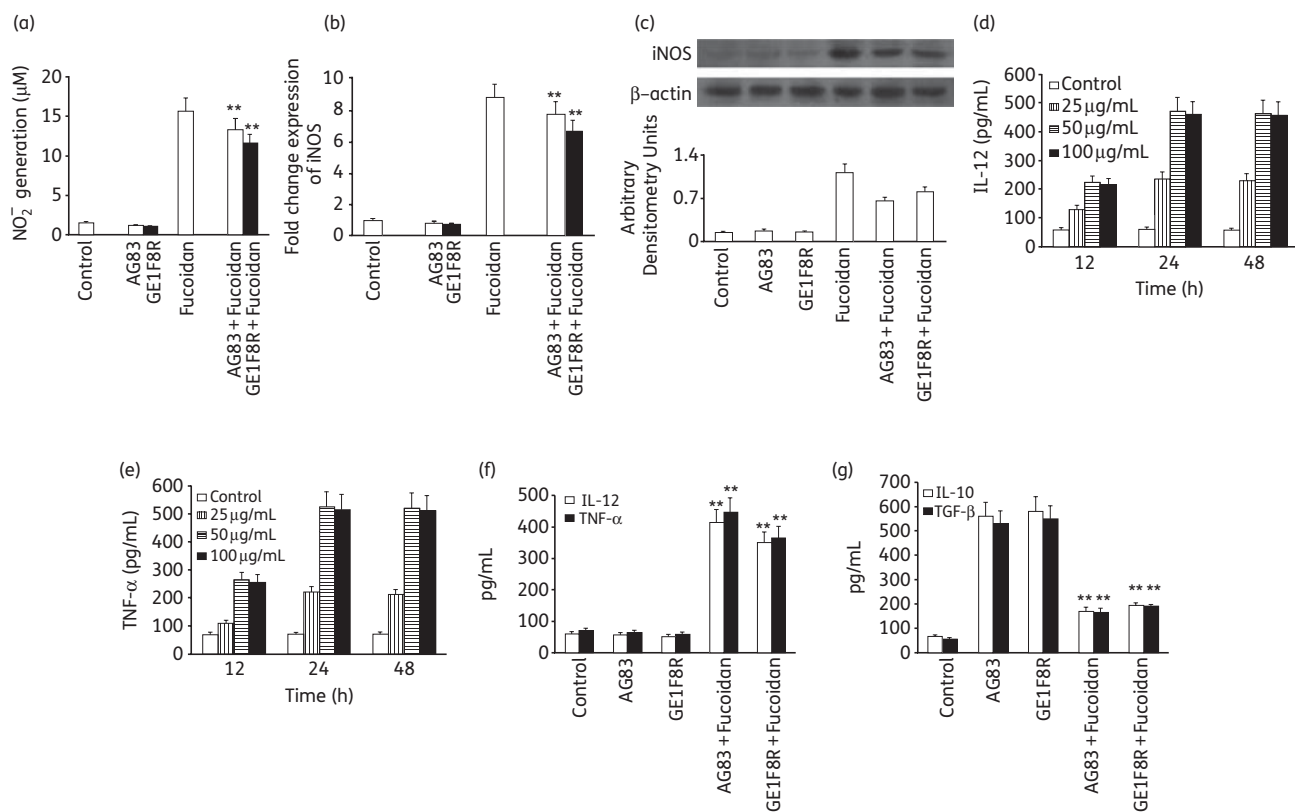 (a)
NO₂⁻ generation (µM)
20
15
10
5
0
Control
AG83
GE1F8R
Fucoidan
AG83 + Fucoidan
GE1F8R + Fucoidan
**
**
(b)
Fold change expression
of iNOS
10
8
6
4
2
0
Control
AG83
GE1F8R
Fucoidan
AG83 + Fucoidan
GE1F8R + Fucoidan
**
**
(c)
iNOS
β-actin
Arbitrary
Densitometry Units
1.4
0.7
0
Control
AG83
GE1F8R
Fucoidan
AG83 + Fucoidan
GE1F8R + Fucoidan
(d)
IL-12 (pg/mL)
600
500
400
300
200
100
0
Control
25 µg/mL
50 µg/mL
100 µg/mL
12 24 48
Time (h)
(e)
TNF-α (pg/mL)
600
500
400
300
200
100
0
Control
25 µg/mL
50 µg/mL
100 µg/mL
12 24 48
Time (h)
(f)
pg/mL
500
400
300
200
100
0
IL-12
TNF-α
** **
** **
Control
AG83
GE1F8R
AG83 + Fucoidan
GE1F8R + Fucoidan
(g)
pg/mL
700
600
500
400
300
200
100
0
IL-10
TGF-β
** ** ** **
Control
AG83
GE1F8R
AG83 + Fucoidan
GE1F8R + Fucoidan